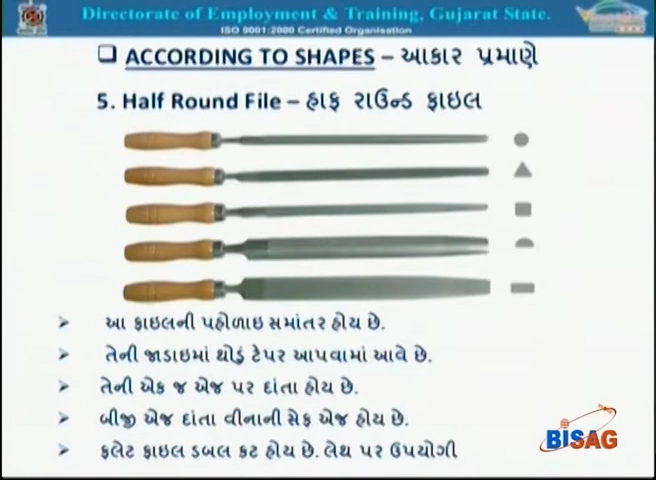 Directorate of Employment & Training, Gujarat State.
ISO 9001:2000 Certified Organisation
ACCORDING TO SHAPES – આકાર પ્રમાણે
5. Half Round File – હાફ રાઉન્ડ ફાઇલ
આ ફાઇલની પહોળાઇ સમાંતર હોય છે.
તેની જાડાઇમાં થોડું ટેપર આપવામાં આવે છે.
તેની એક જ એજ પર દાંતા હોય છે.
બીજી એજ દાંતા વીનાની સેફ એજ હોય છે.
ફ્લેટ ફાઇલ ડબલ કટ હોય છે. લેથ પર ઉપયોગી
BISAG